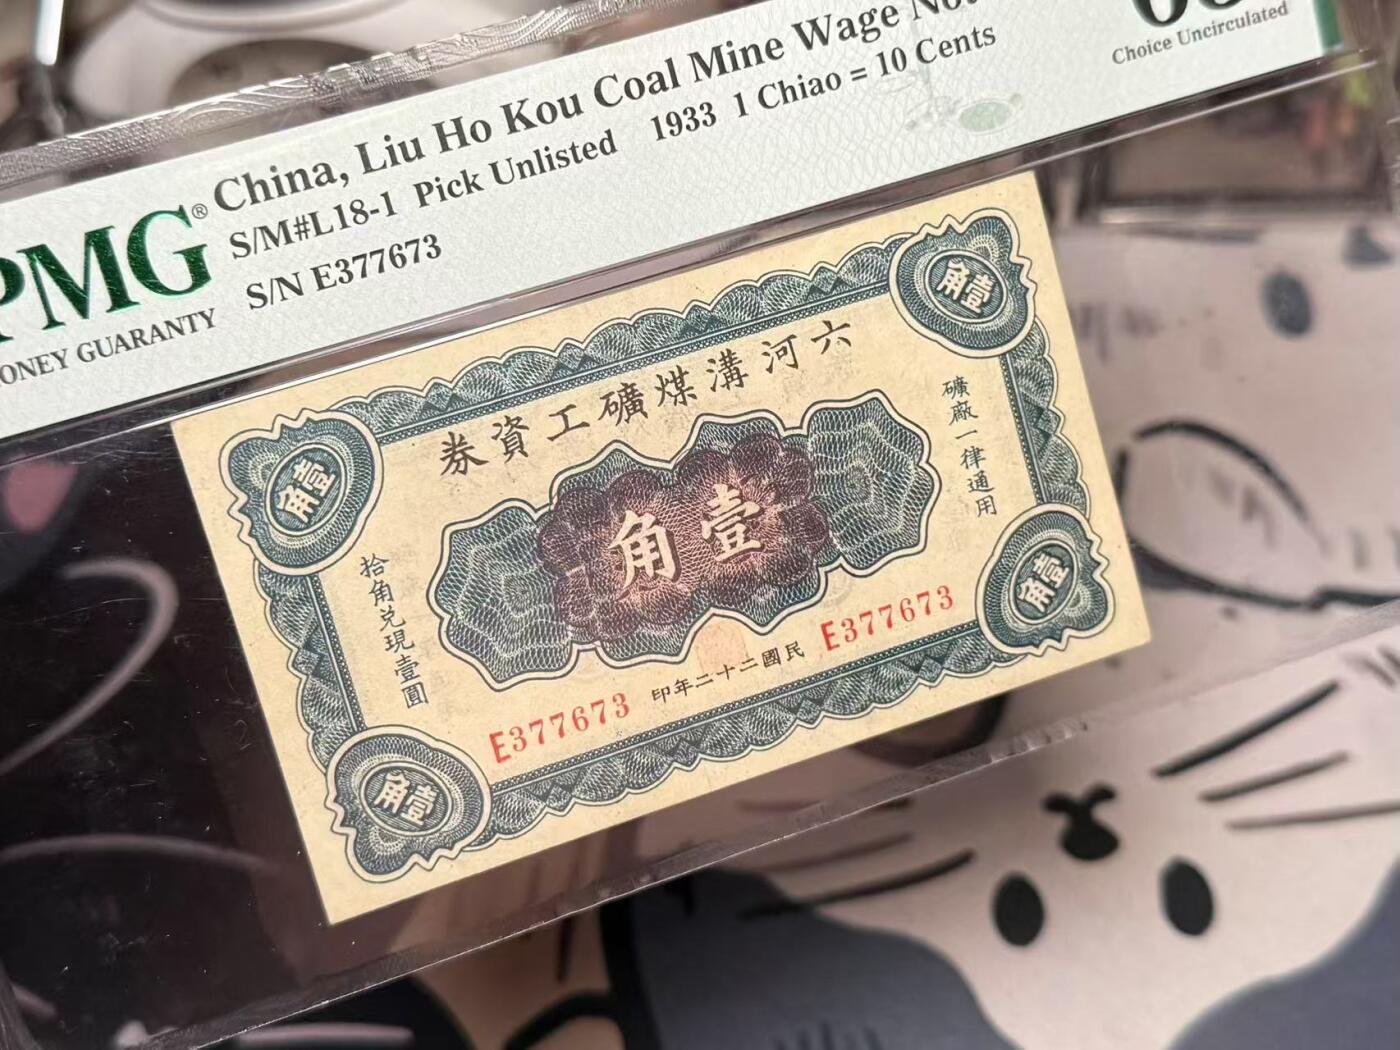 China, Liu Ho Kou Coal Mine Wage
S/M#L18-1 Pick Unlisted 1933 1 Chiao = 10 Cents
S/N E377673
Choice Uncirculated
PMG®
GUARANTY
六河溝煤礦工資券
壹角
壹角
壹角
礦廠一律通用
拾角兑現壹圓
E377673
E377673
民國二十二年印
壹角
壹角